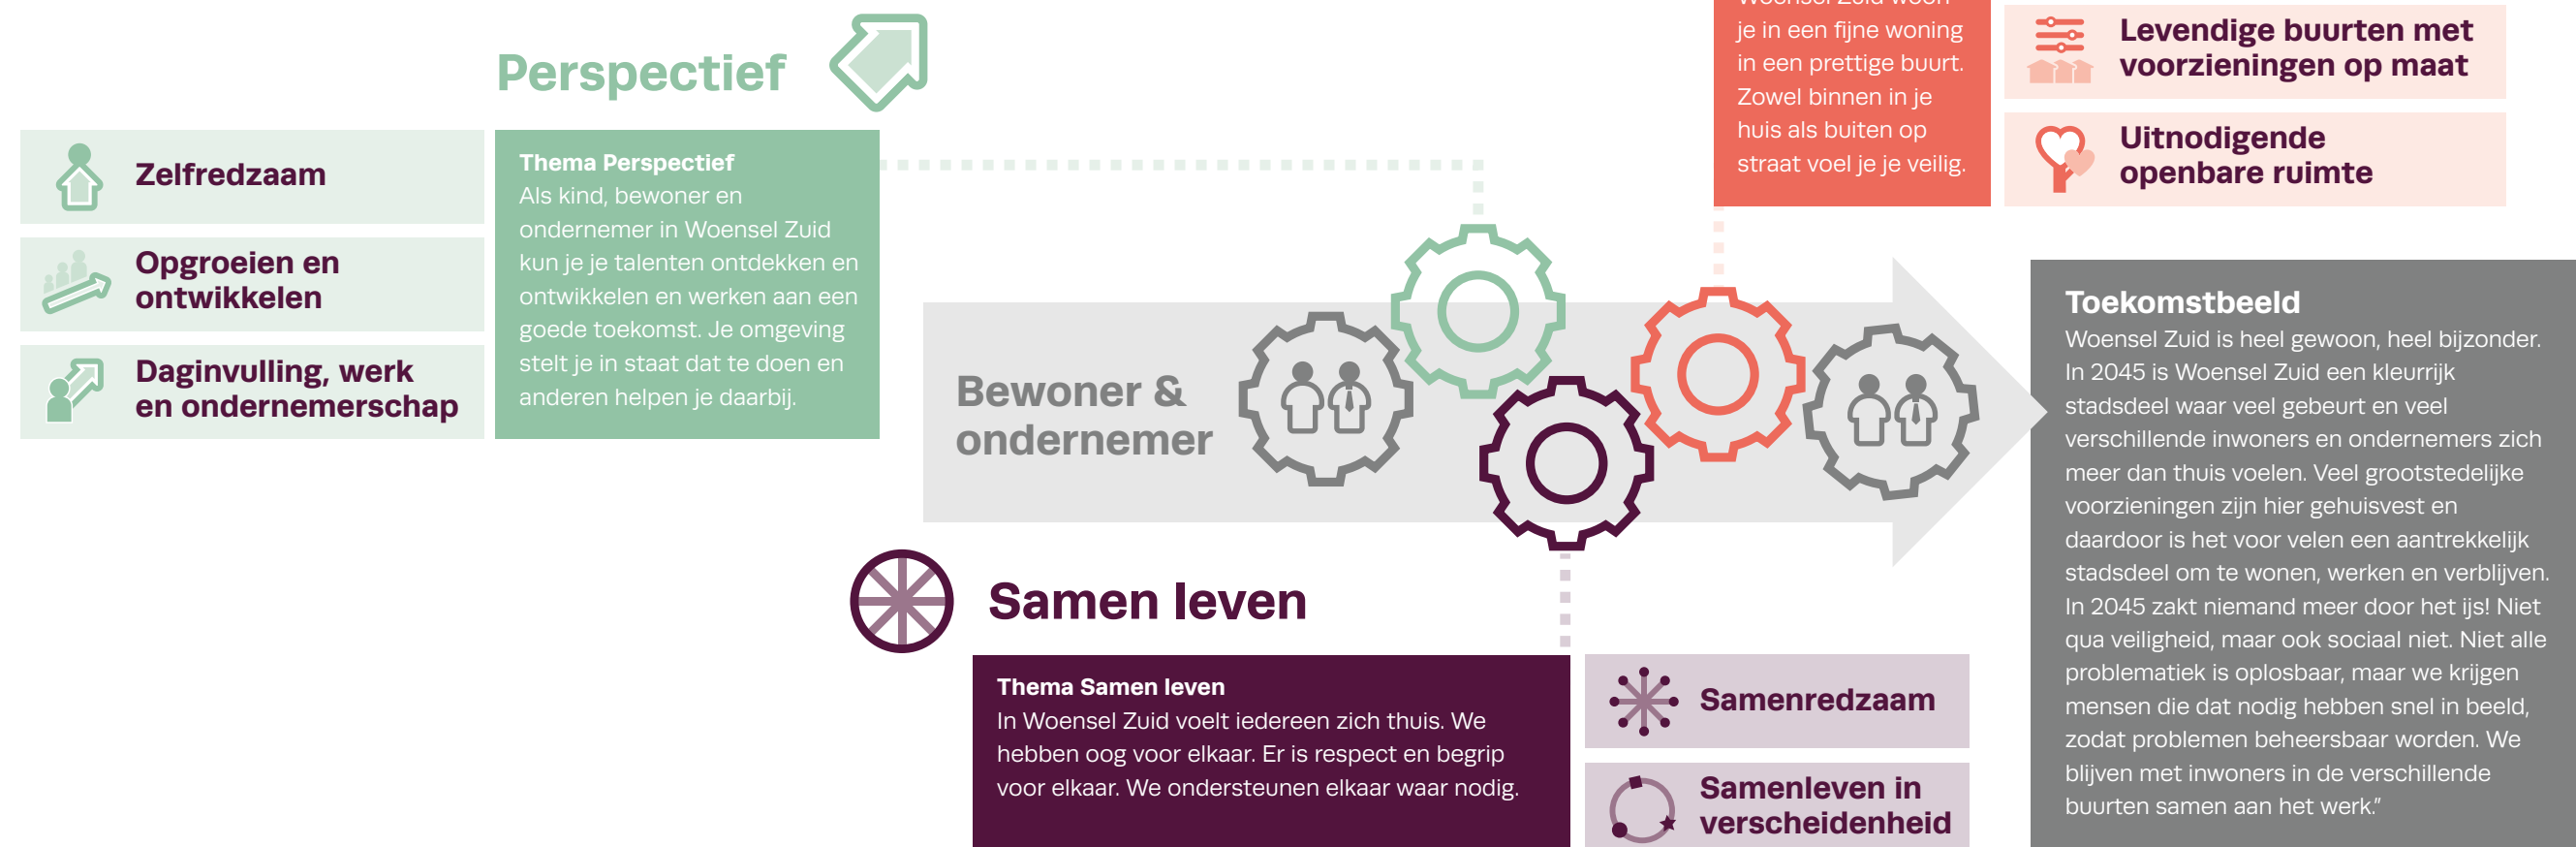 Perspectief
Zelfredzaam
Opgroeien en
ontwikkelen
Daginvulling, werk
en ondernemerschap
Thema Perspectief
Als kind, bewoner en
ondernemer in Woensel Zuid
kun je je talenten ontdekken en
ontwikkelen en werken aan een
goede toekomst. Je omgeving
stelt je in staat dat te doen en
anderen helpen je daarbij.
Woensel Zuid woon
je in een fijne woning
in een prettige buurt.
Zowel binnen in je
huis als buiten op
straat voel je je veilig.
Levendige buurten met
voorzieningen op maat
Uitnodigende
openbare ruimte
Bewoner &
ondernemer
Samen leven
Thema Samen leven
In Woensel Zuid voelt iedereen zich thuis. We
hebben oog voor elkaar. Er is respect en begrip
voor elkaar. We ondersteunen elkaar waar nodig.
Samenredzaam
Samenleven in
verscheidenheid
Toekomstbeeld
Woensel Zuid is heel gewoon, heel bijzonder.
In 2045 is Woensel Zuid een kleurrijk
stadsdeel waar veel gebeurt en veel
verschillende inwoners en ondernemers zich
meer dan thuis voelen. Veel grootstedelijke
voorzieningen zijn hier gehuisvest en
daardoor is het voor velen een aantrekkelijk
stadsdeel om te wonen, werken en verblijven.
In 2045 zakt niemand meer door het ijs! Niet
qua veiligheid, maar ook sociaal niet. Niet alle
problematiek is oplosbaar, maar we krijgen
mensen die dat nodig hebben snel in beeld,
zodat problemen beheersbaar worden. We
blijven met inwoners in de verschillende
buurten samen aan het werk.”